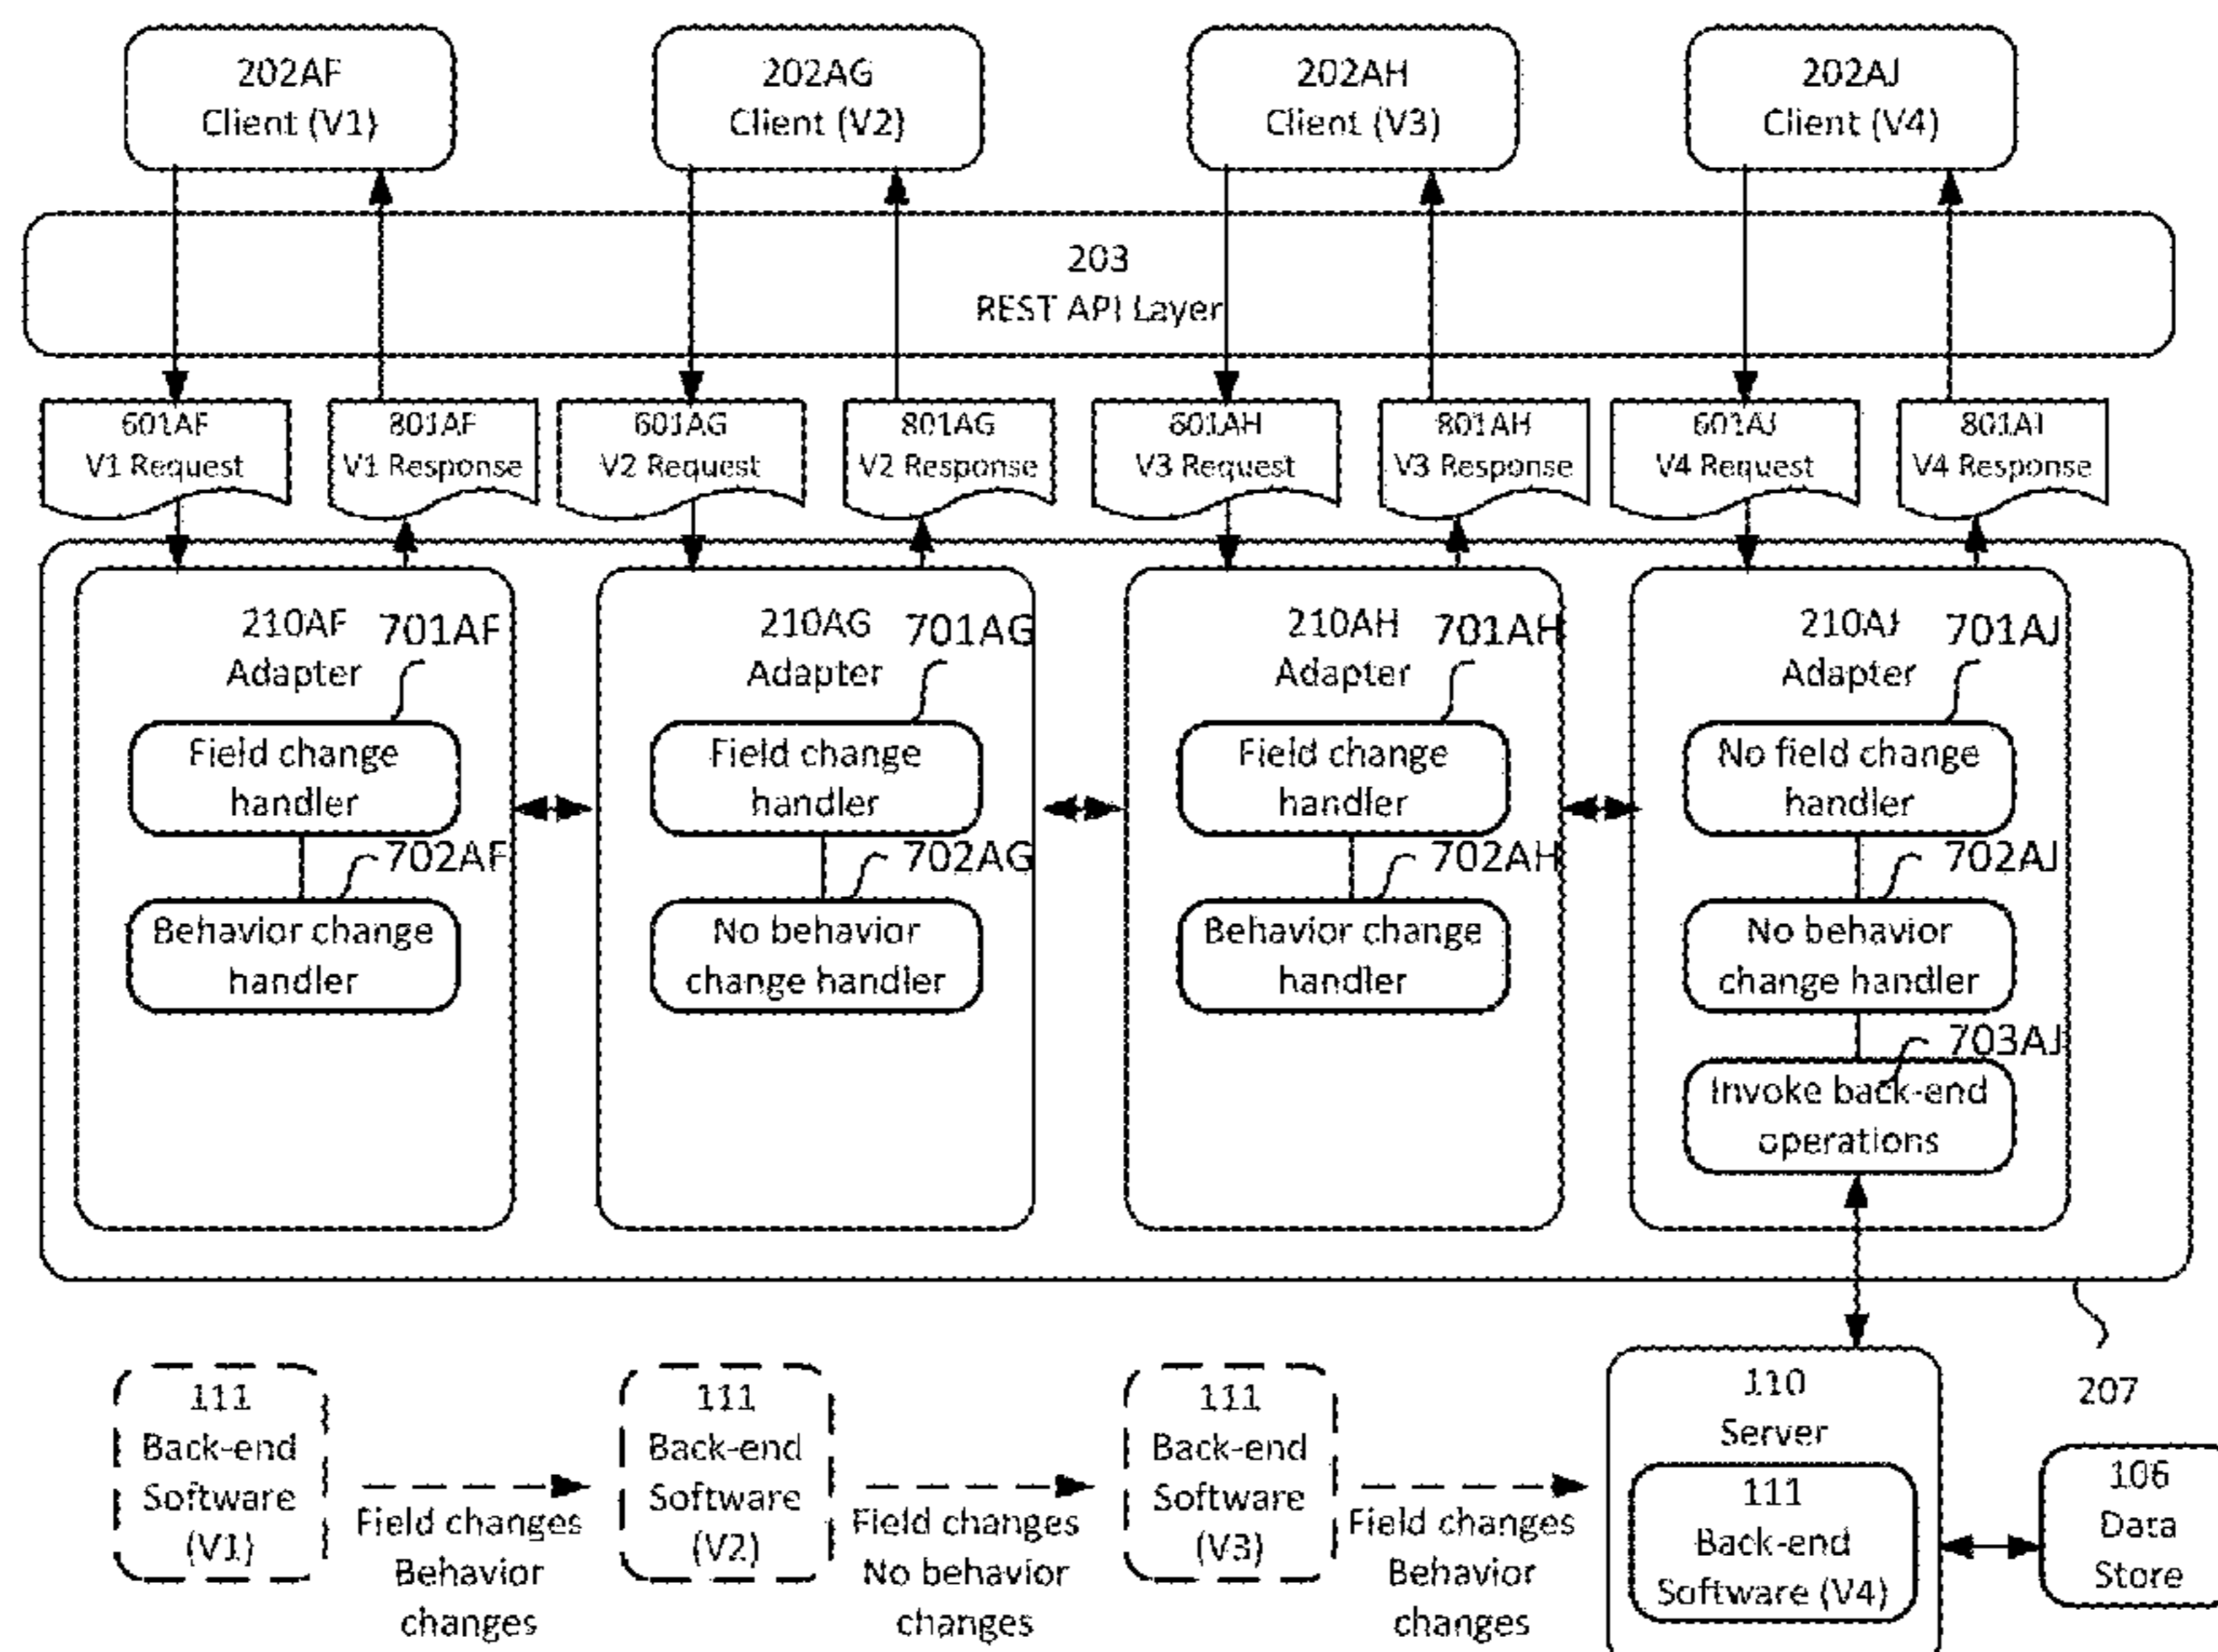 202AF
Client (V1)
202AG
Client (V2)
202AH
Client (V3)
202AJ
Client (V4)
203
REST API Layer
601AF
V1 Request
801AF
V1 Response
601AG
V2 Request
801AG
V2 Response
601AH
V3 Request
801AH
V3 Response
601AJ
V4 Request
801AJ
V4 Response
210AF
Adapter
701AF
Field change
handler
702AF
Behavior change
handler
210AG
Adapter
701AG
Field change
handler
702AG
No behavior
change handler
210AH
Adapter
701AH
Field change
handler
702AH
Behavior change
handler
210AJ
Adapter
701AJ
No field change
handler
702AJ
No behavior
change handler
703AJ
Invoke back-end
operations
207
111
Back-end
Software
(V1)
Field changes
Behavior
changes
111
Back-end
Software
(V2)
Field changes
No behavior
changes
111
Back-end
Software
(V3)
Field changes
Behavior
changes
110
Server
111
Back-end
Software (V4)
106
Data
Store